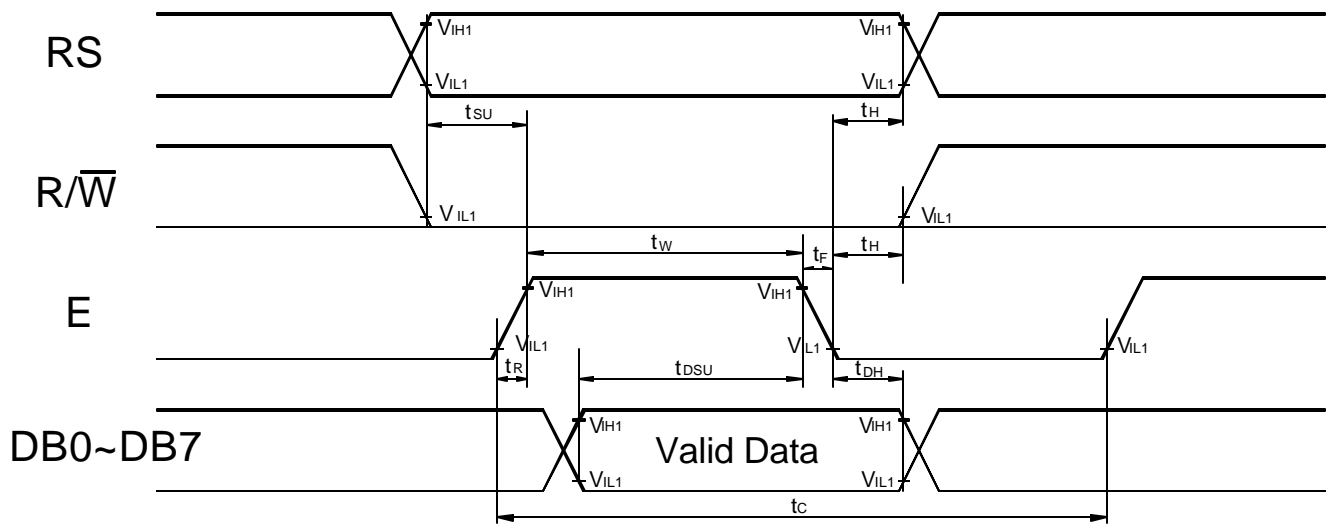 VIH1 VIH1
RS
VIL1 VIL1
tSU tH
R/W̅
VIL1 VIL1
tW tF tH
E
VIH1 VIH1
VIL1 VIL1 VIL1
tR tDSU tDH
VIH1 VIH1
DB0~DB7 Valid Data
VIL1 VIL1
tC